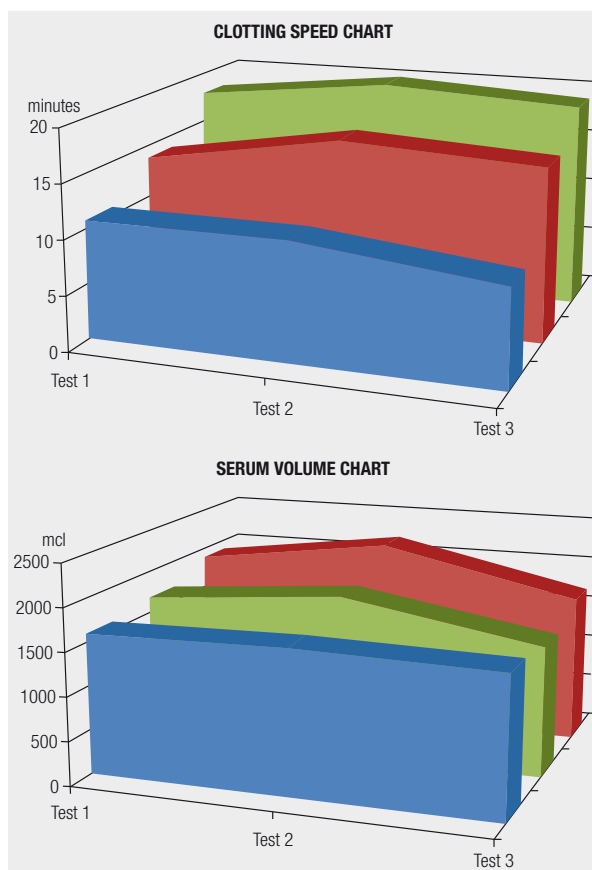 CLOTTING SPEED CHART
minutes
20
15
10
5
0
Test 1
Test 2
Test 3
SERUM VOLUME CHART
mcl
2500
2000
1500
1000
500
0
Test 1
Test 2
Test 3